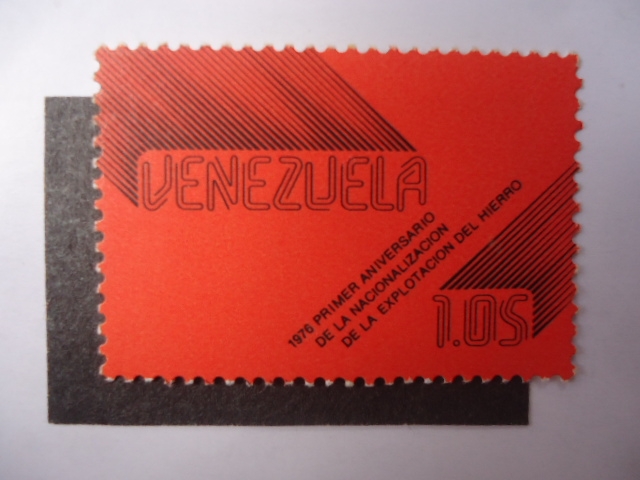 VENEZUELA
1976 PRIMER ANIVERSARIO
DE LA NACIONALIZACION
DE LA EXPLOTACION DEL HIERRO
1.05